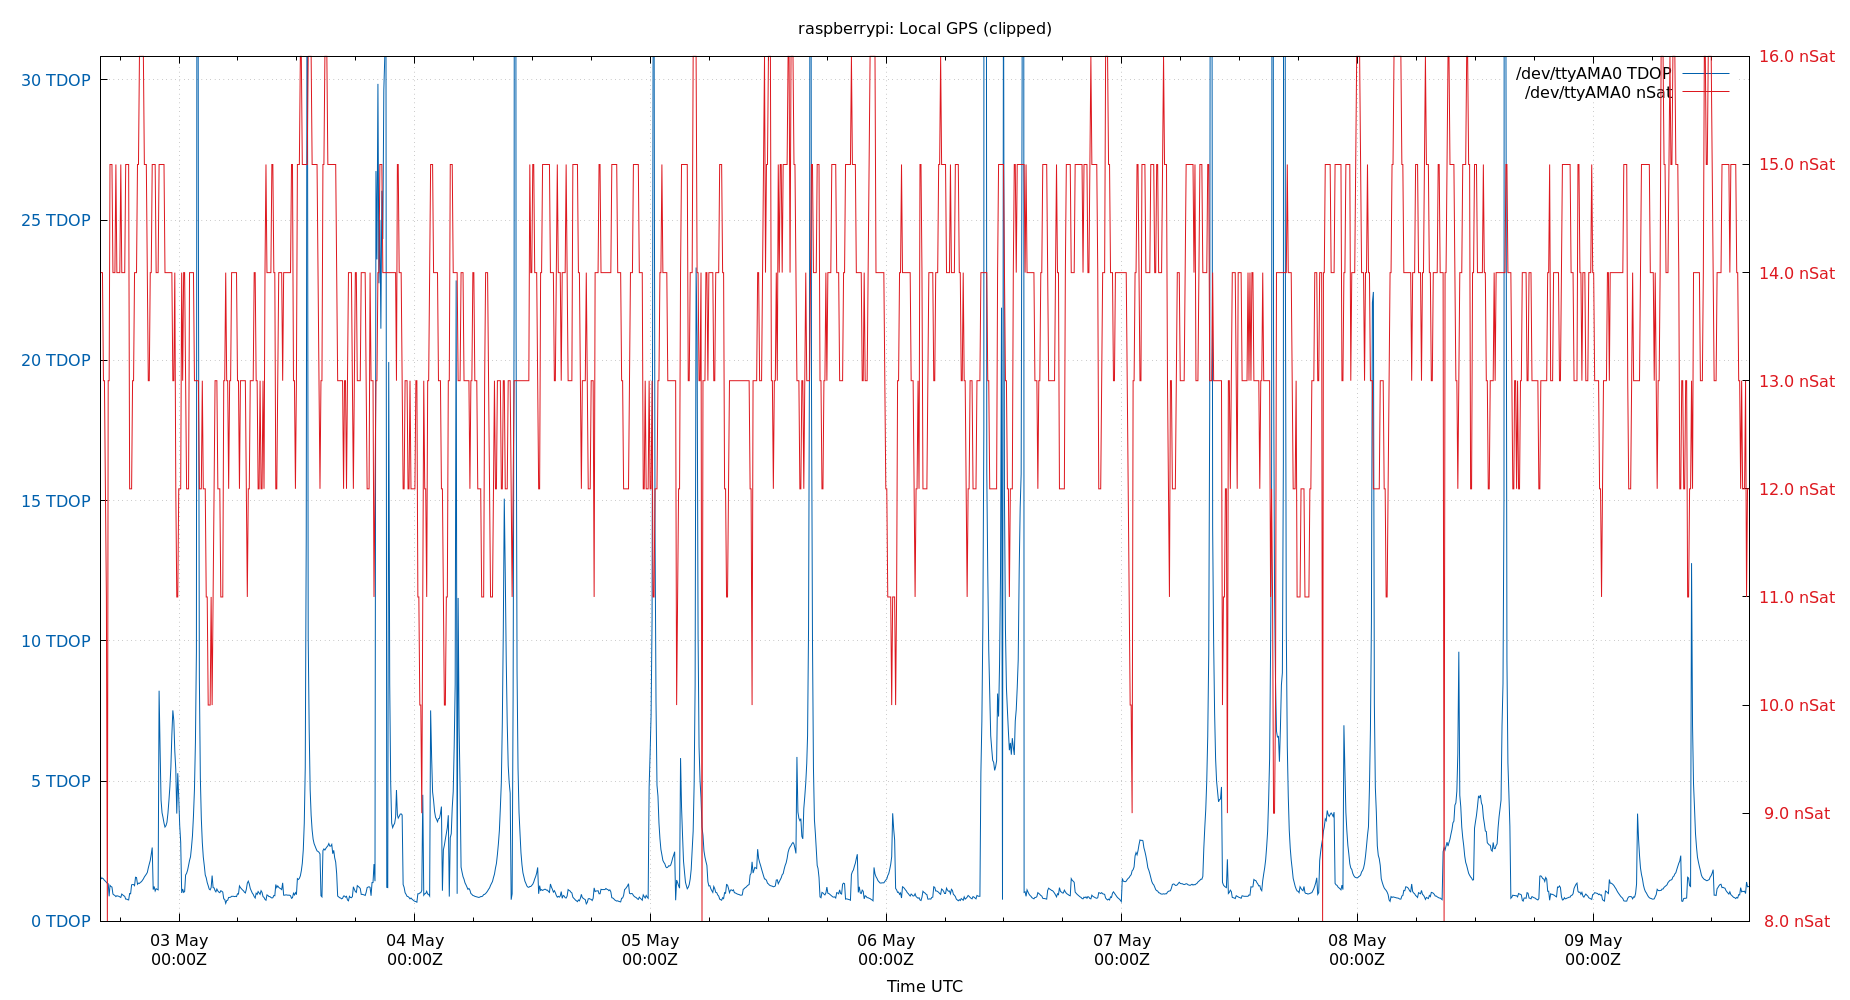 raspberrypi: Local GPS (clipped)
/dev/ttyAMA0 TDOP
/dev/ttyAMA0 nSat
30 TDOP
25 TDOP
20 TDOP
15 TDOP
10 TDOP
5 TDOP
0 TDOP
16.0 nSat
15.0 nSat
14.0 nSat
13.0 nSat
12.0 nSat
11.0 nSat
10.0 nSat
9.0 nSat
8.0 nSat
03 May
00:00Z
04 May
00:00Z
05 May
00:00Z
06 May
00:00Z
07 May
00:00Z
08 May
00:00Z
09 May
00:00Z
Time UTC